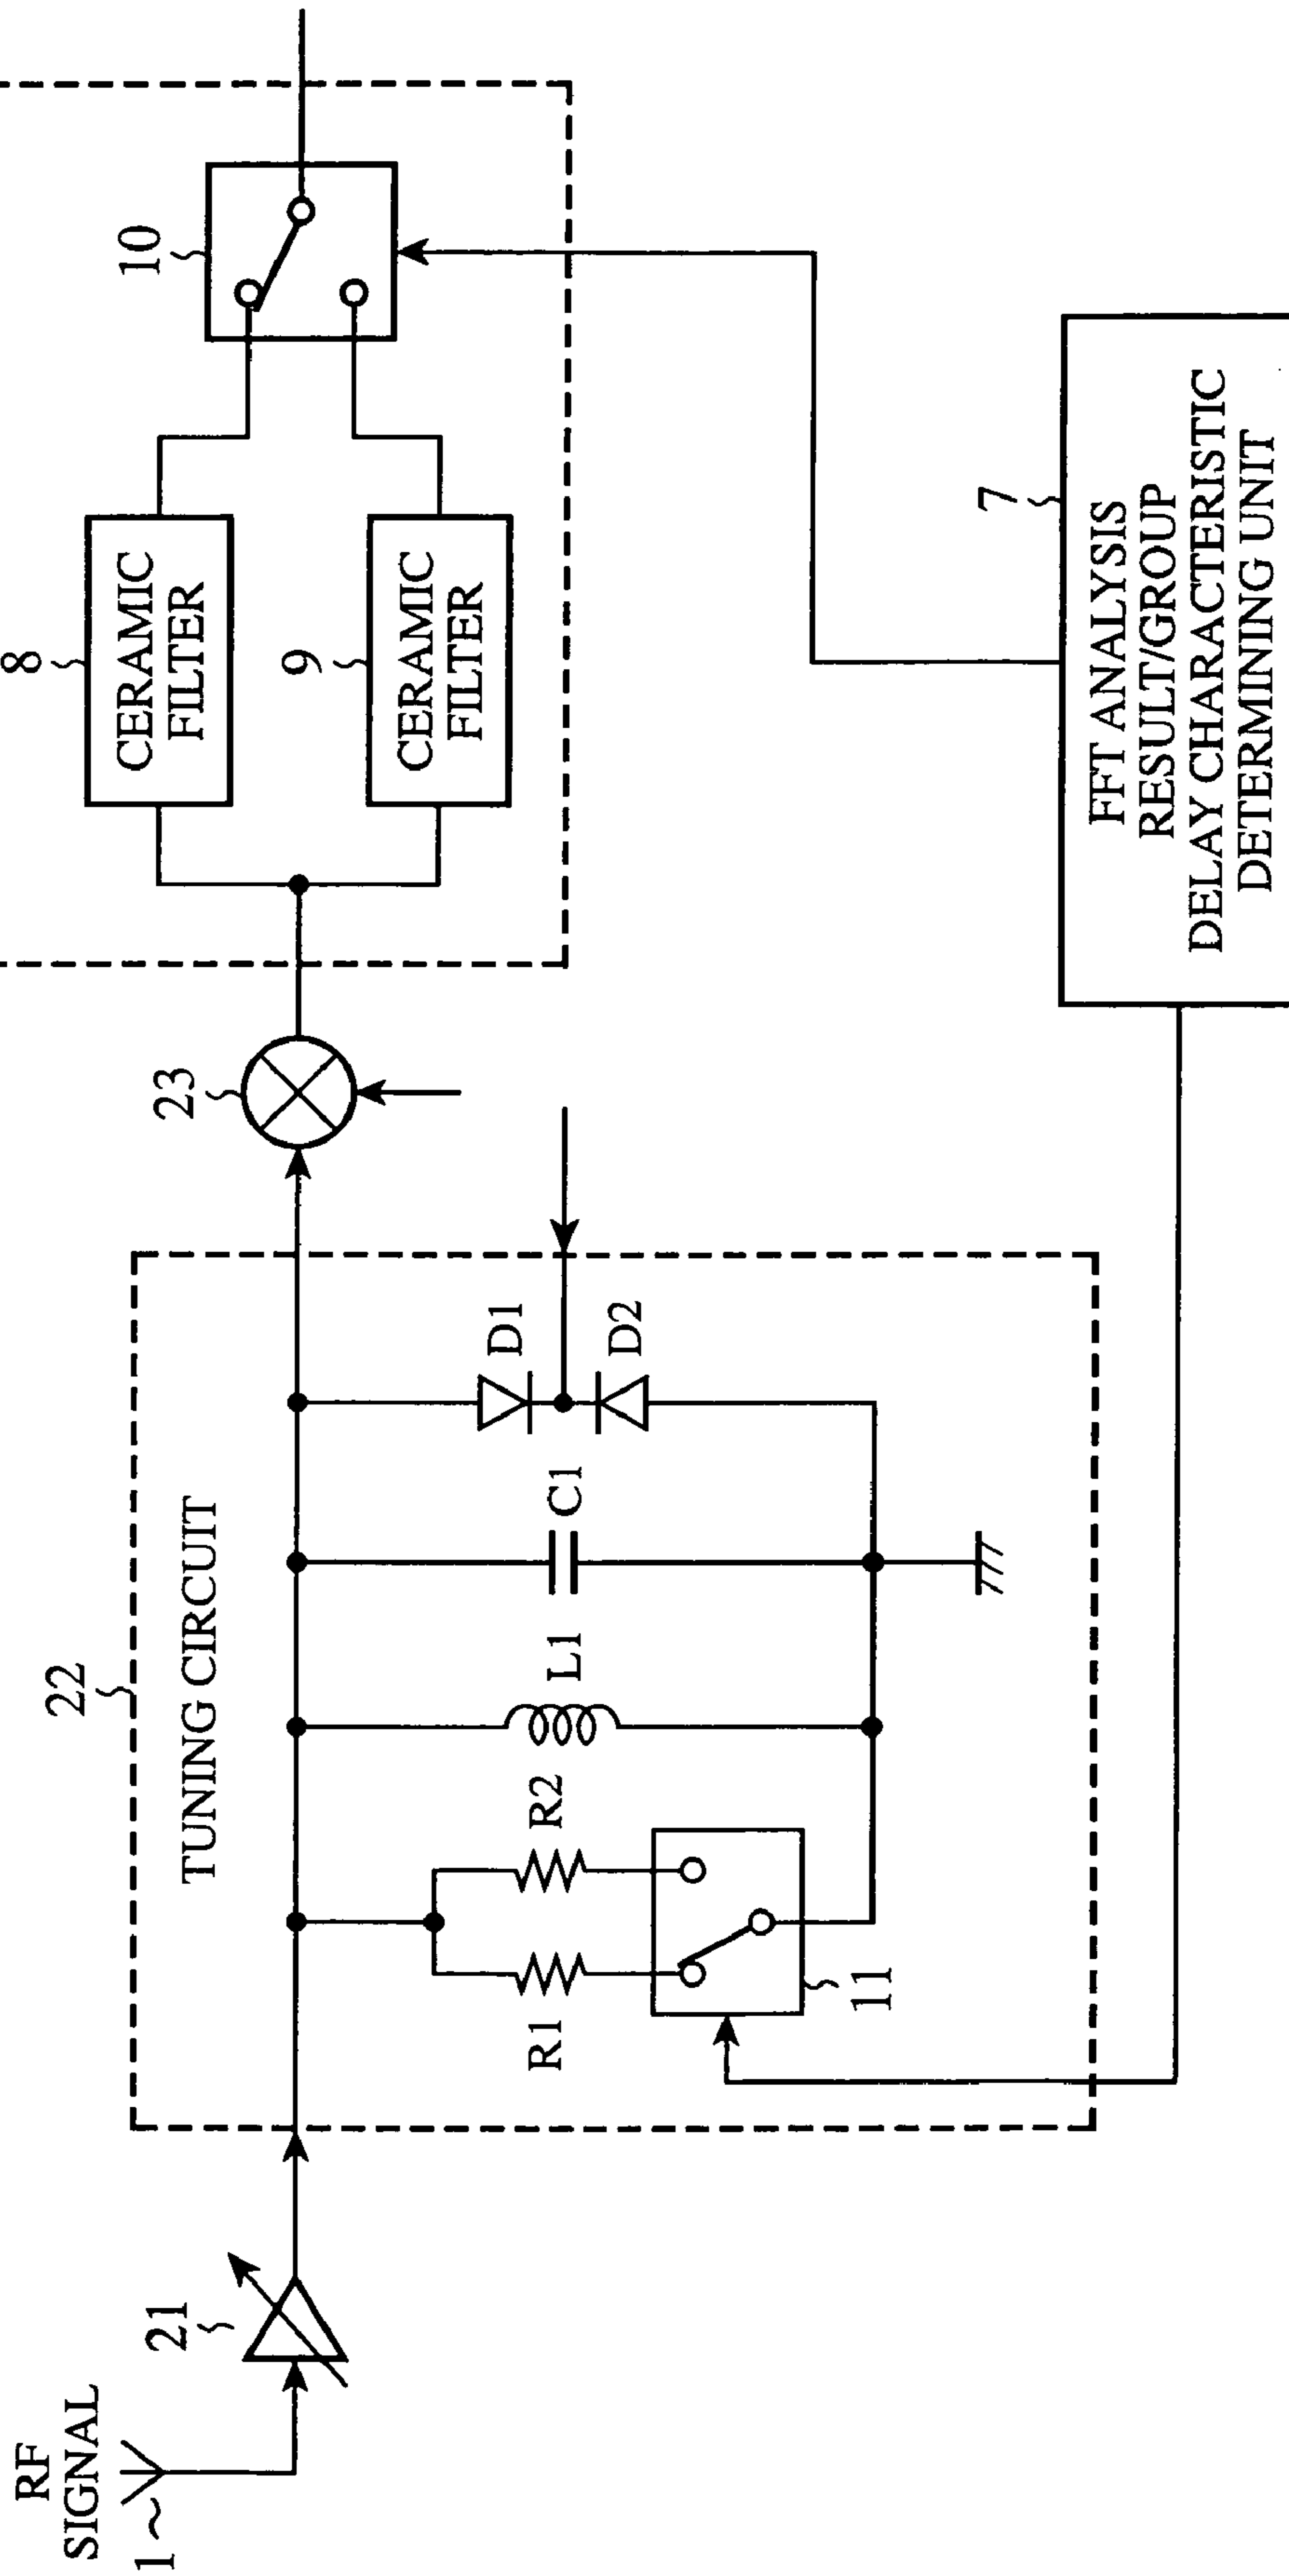 RF
SIGNAL
1
21
22
TUNING CIRCUIT
R1
R2
11
L1
C1
D1
D2
23
8
CERAMIC
FILTER
9
CERAMIC
FILTER
10
7
FFT ANALYSIS
RESULT/GROUP
DELAY CHARACTERISTIC
DETERMINING UNIT